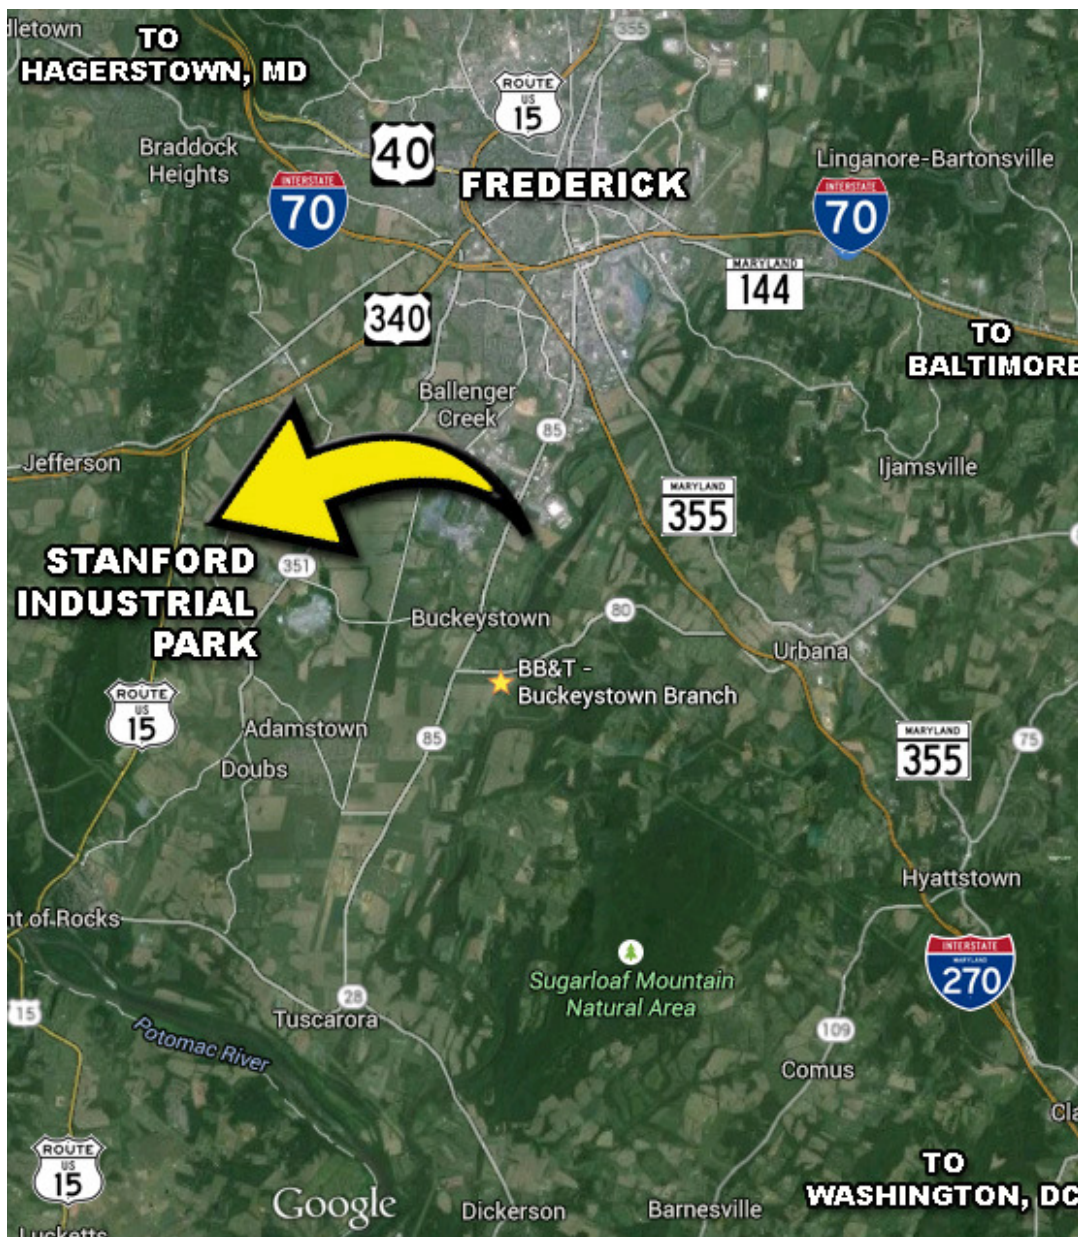 dletown
TO
HAGERSTOWN, MD
355
ROUTE
US
15
40
Braddock
Heights
INTERSTATE
70
FREDERICK
Linganore-Bartonsville
INTERSTATE
70
MARYLAND
144
340
TO
BALTIMORE
Ballenger
Creek
85
Jefferson
Ijamsville
MARYLAND
355
STANFORD
INDUSTRIAL
PARK
351
Buckeystown
80
Urbana
BB&T -
Buckeystown Branch
ROUTE
US
15
Adamstown
85
MARYLAND
355
75
Doubs
Hyattstown
nt of Rocks
INTERSTATE
MARYLAND
270
Sugarloaf Mountain
Natural Area
28
15
Tuscarora
109
Potomac River
Comus
Cla
ROUTE
US
15
TO
WASHINGTON, DC
Google
Dickerson
Barnesville
Lucketts